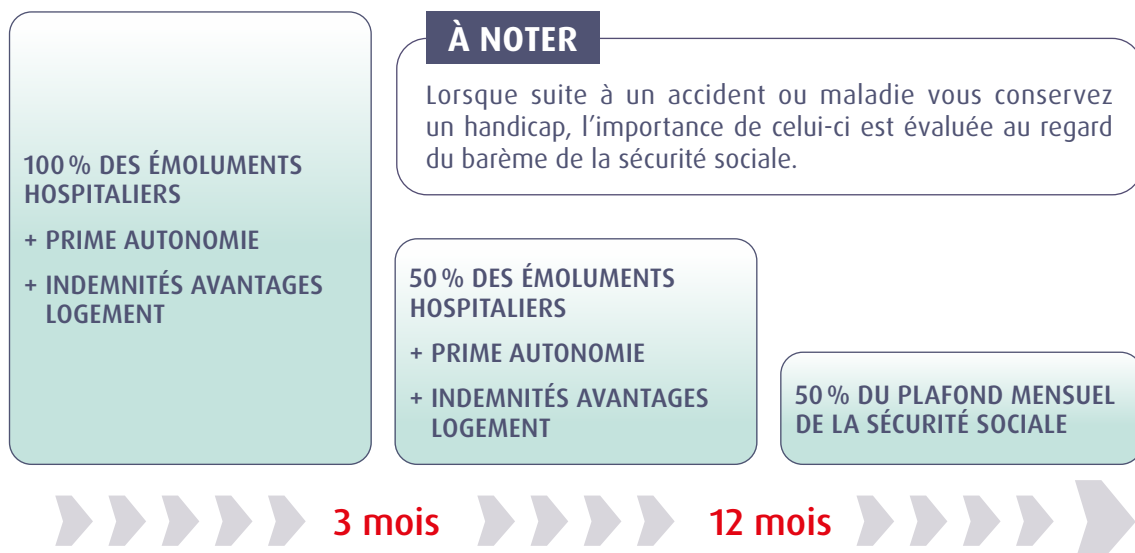 100 % DES ÉMOLUMENTS
HOSPITALIERS
+ PRIME AUTONOMIE
+ INDEMNITÉS AVANTAGES
LOGEMENT
À NOTER
Lorsque suite à un accident ou maladie vous conservez
un handicap, l’importance de celui-ci est évaluée au regard
du barème de la sécurité sociale.
50 % DES ÉMOLUMENTS
HOSPITALIERS
+ PRIME AUTONOMIE
+ INDEMNITÉS AVANTAGES
LOGEMENT
50 % DU PLAFOND MENSUEL
DE LA SÉCURITÉ SOCIALE
3 mois
12 mois